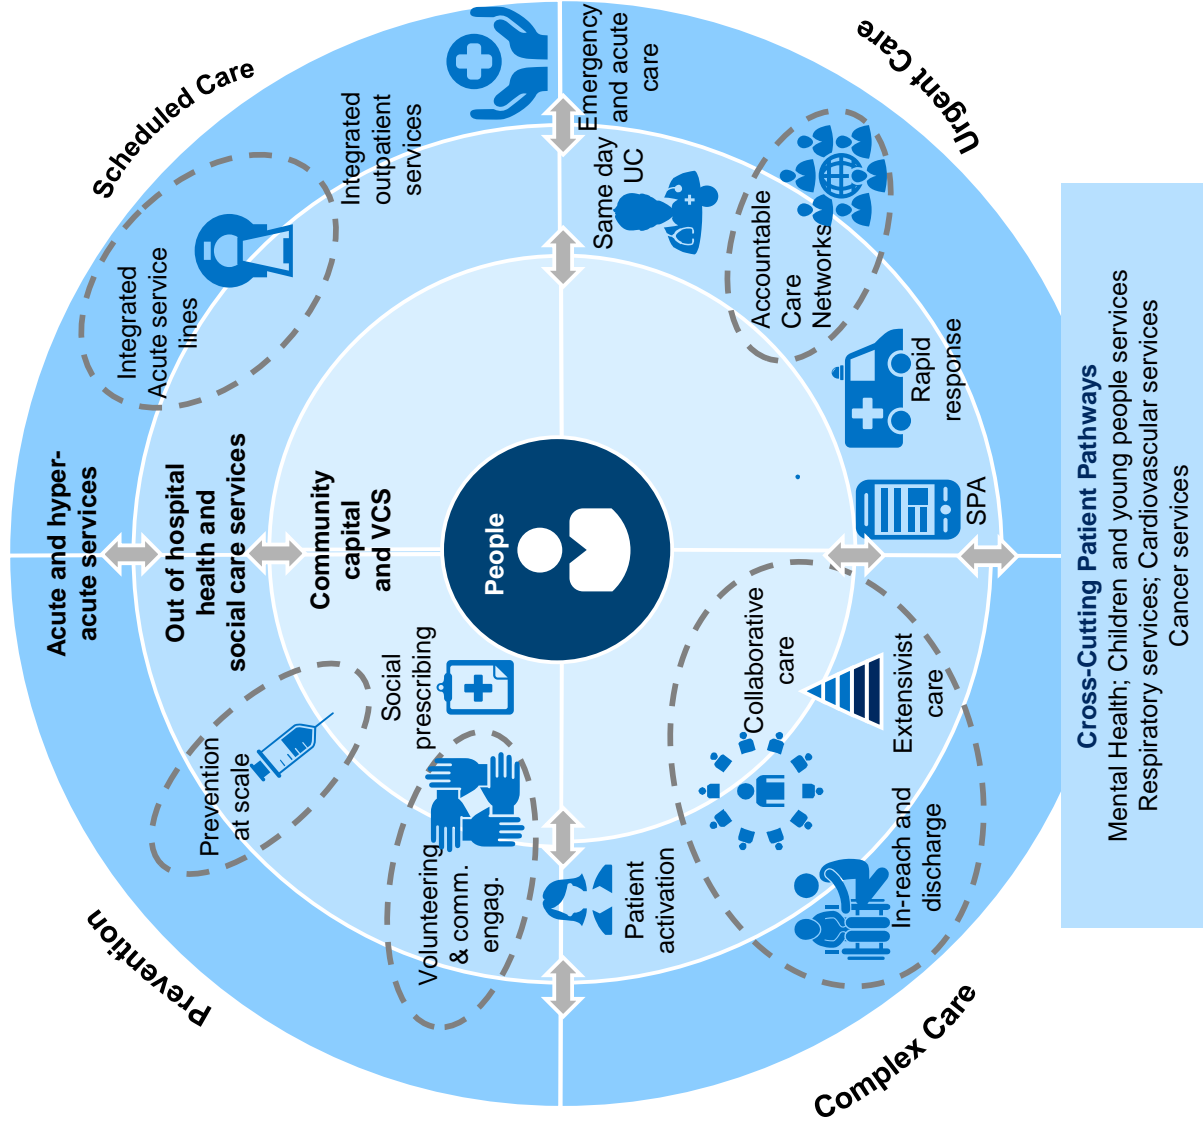 Prevention
Scheduled Care
Acute and hyper-
acute services
Out of hospital
health and
social care services
Community
capital
and VCS
People
Prevention
at scale
Social
prescribing
Volunteering
& comm.
engag.
Integrated
Acute service
lines
Integrated
outpatient
services
Patient
activation
Emergency
and acute
care
Same day
UC
Accountable
Care
Networks
Rapid
response
SPA
Collaborative
care
Extensivist
care
In-reach and
discharge
Complex Care
Urgent Care
Cross-Cutting Patient Pathways
Mental Health; Children and young people services
Respiratory services; Cardiovascular services
Cancer services